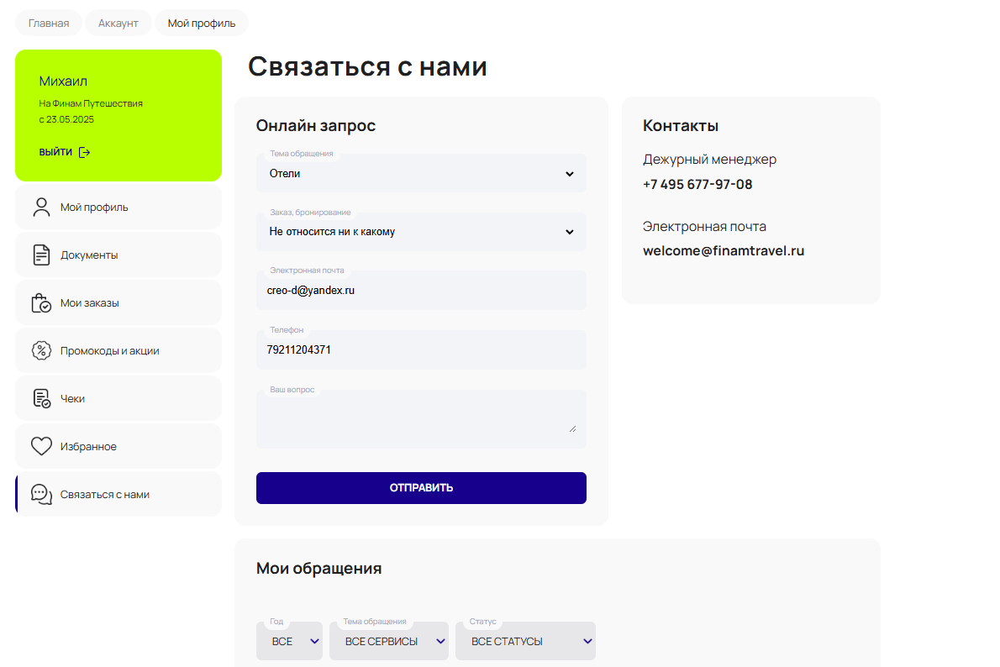 Главная Аккаунт Мой профиль
Михаил
На Финам Путешествия
с 23.05.2025
ВЫЙТИ
Мой профиль
Документы
Мои заказы
Промокоды и акции
Чеки
Избранное
Связаться с нами
Связаться с нами
Онлайн запрос
Тема обращения
Отели
Заказ, бронирование
Не относится ни к какому
Электронная почта
creo-d@yandex.ru
Телефон
79211204371
Ваш вопрос
ОТПРАВИТЬ
Контакты
Дежурный менеджер
+7 495 677-97-08
Электронная почта
welcome@finamtravel.ru
Мои обращения
Год Тема обращения Статус
ВСЕ ВСЕ СЕРВИСЫ ВСЕ СТАТУСЫ